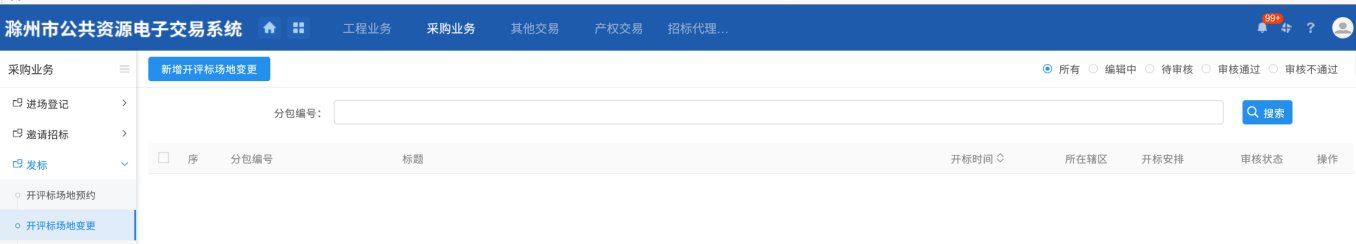 滁州市公共资源电子交易系统 工程业务 采购业务 其他交易 产权交易 招标代理... 99+ ?
采购业务 新增开评标场地变更 所有 编辑中 待审核 审核通过 审核不通过
进场登记 分包编号： 搜索
邀请招标
发标 序 分包编号 标题 开标时间 所在辖区 开标安排 审核状态 操作
开评标场地预约
开评标场地变更